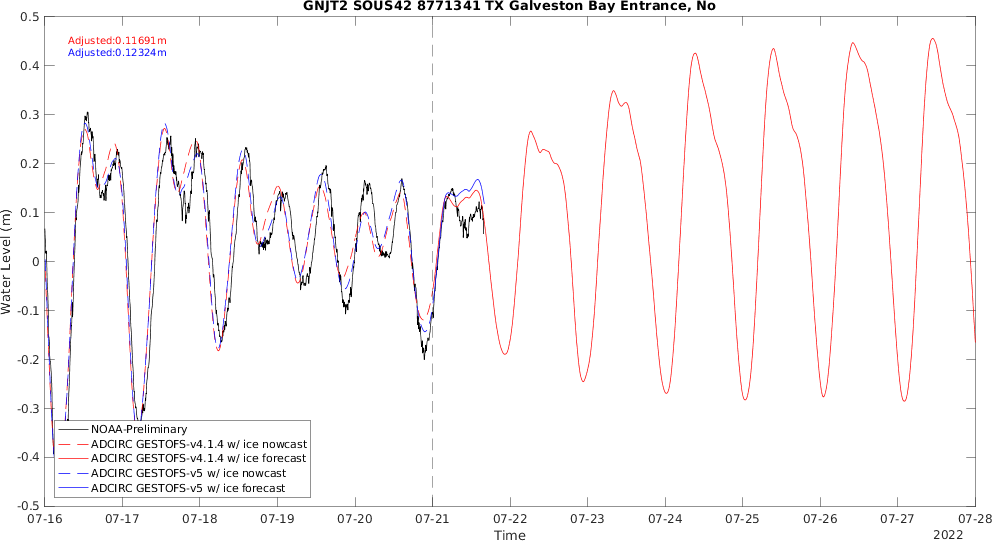 GNJT2 SOUS42 8771341 TX Galveston Bay Entrance, No
Adjusted:0.11691m
Adjusted:0.12324m
0.5
0.4
0.3
0.2
0.1
0
-0.1
-0.2
-0.3
-0.4
-0.5
Water Level (m)
NOAA-Preliminary
ADCIRC GESTOFS-v4.1.4 w/ ice nowcast
ADCIRC GESTOFS-v4.1.4 w/ ice forecast
ADCIRC GESTOFS-v5 w/ ice nowcast
ADCIRC GESTOFS-v5 w/ ice forecast
07-16 07-17 07-18 07-19 07-20 07-21 07-22 07-23 07-24 07-25 07-26 07-27 07-28
Time
2022